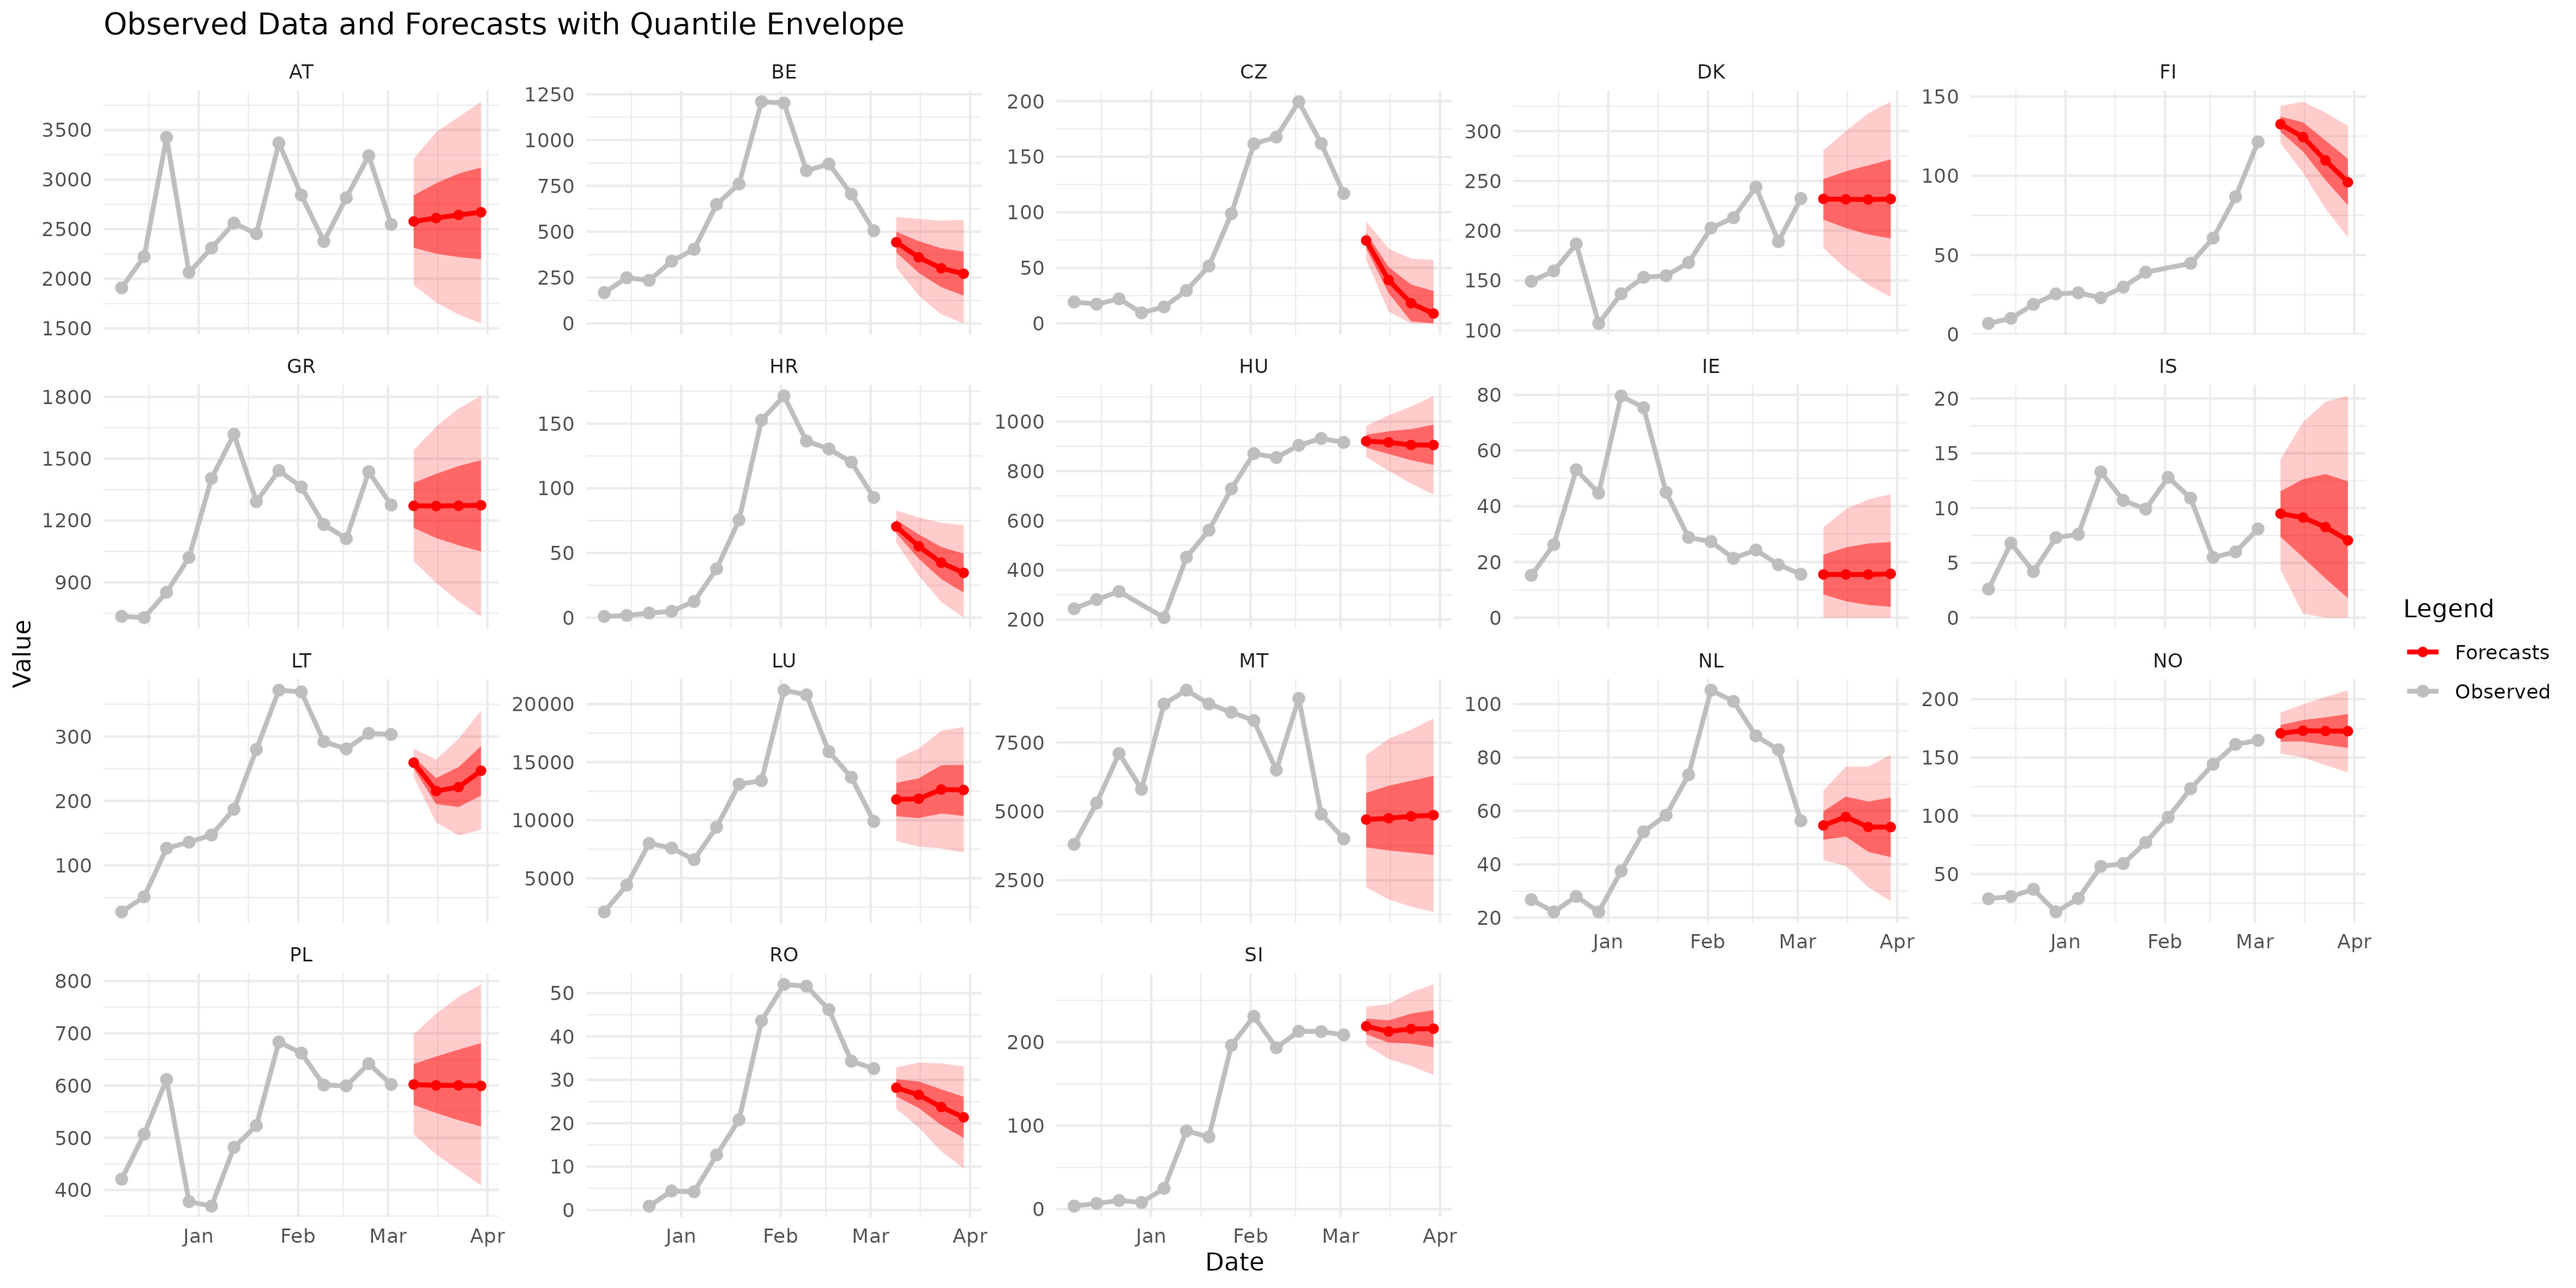 Observed Data and Forecasts with Quantile Envelope
AT BE CZ DK FI
3500 3000 2500 2000 1500
1250 1000 750 500 250 0
200 150 100 50 0
300 250 200 150 100
150 100 50 0
GR HR HU IE IS
1800 1500 1200 900
150 100 50 0
1000 800 600 400 200
80 60 40 20 0
20 15 10 5 0
Value
Legend
Forecasts
Observed
LT LU MT NL NO
300 200 100
20000 15000 10000 5000
7500 5000 2500
100 80 60 40 20
200 150 100 50
Jan Feb Mar Apr
Jan Feb Mar Apr
PL RO SI
800 700 600 500 400
50 40 30 20 10 0
200 100 0
Jan Feb Mar Apr
Jan Feb Mar Apr
Jan Feb Mar Apr
Date